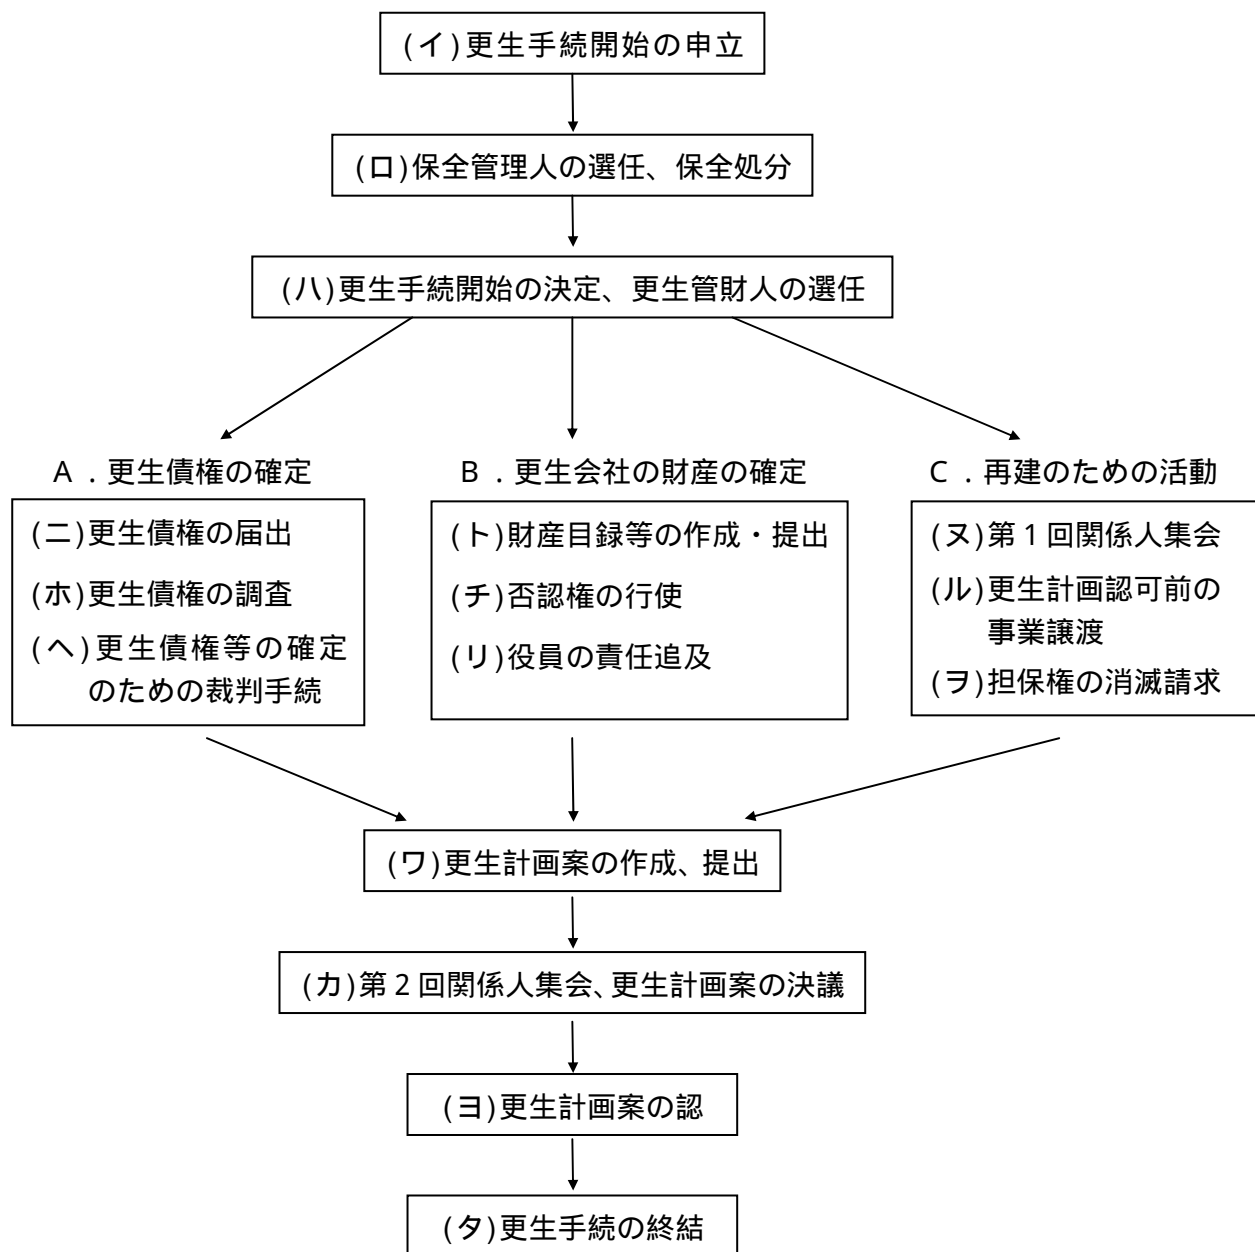 (イ)更生手続開始の申立
(ロ)保全管理人の選任、保全処分
(ハ)更生手続開始の決定、更生管財人の選任
A．更生債権の確定
(ニ)更生債権の届出
(ホ)更生債権の調査
(ヘ)更生債権等の確定
のための裁判手続
B．更生会社の財産の確定
(ト)財産目録等の作成・提出
(チ)否認権の行使
(リ)役員の責任追及
C．再建のための活動
(ヌ)第１回関係人集会
(ル)更生計画認可前の
事業譲渡
(ヲ)担保権の消滅請求
(ワ)更生計画案の作成、提出
(カ)第２回関係人集会、更生計画案の決議
(ヨ)更生計画案の認
(タ)更生手続の終結